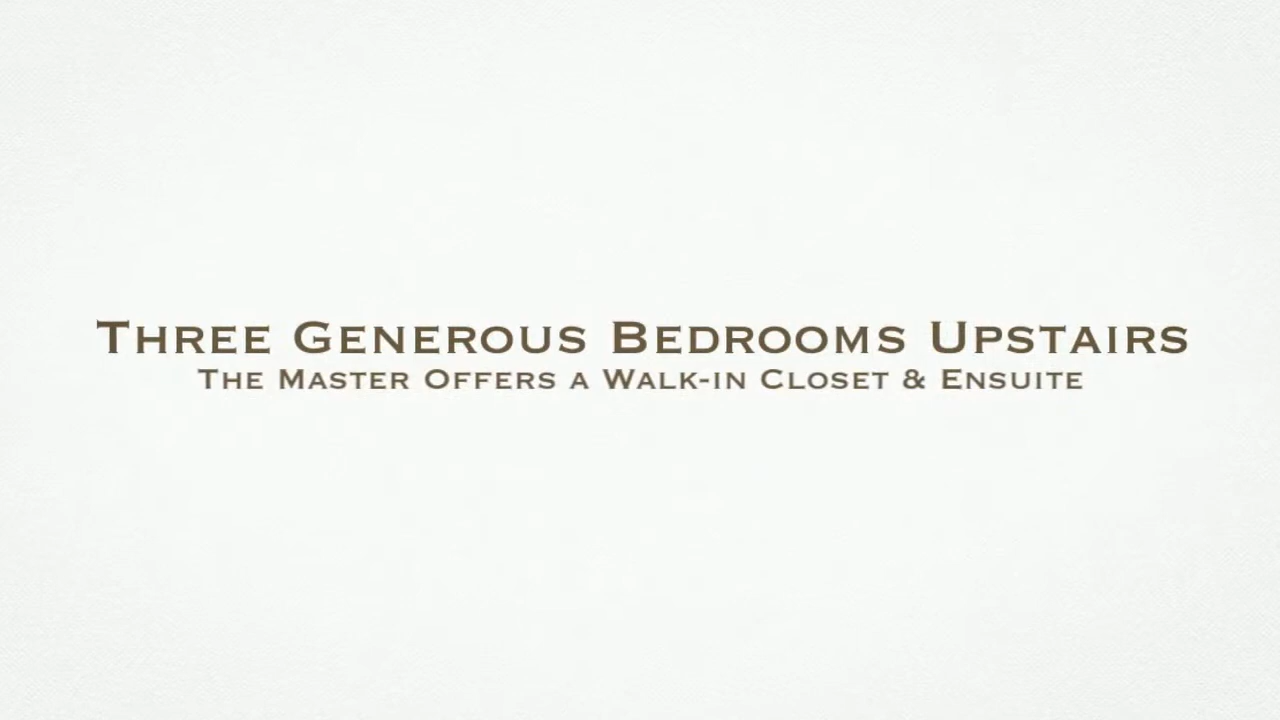 Three Generous Bedrooms Upstairs
The Master Offers a Walk-in Closet & Ensuite